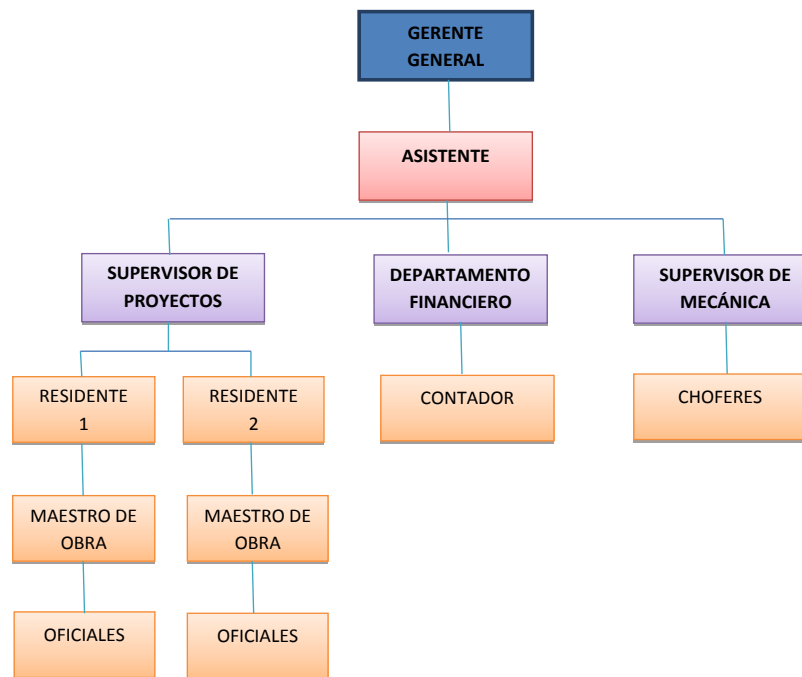 GERENTE
GENERAL
ASISTENTE
SUPERVISOR DE
PROYECTOS
DEPARTAMENTO
FINANCIERO
SUPERVISOR DE
MECÁNICA
RESIDENTE
1
RESIDENTE
2
CONTADOR
CHOFERES
MAESTRO DE
OBRA
MAESTRO DE
OBRA
OFICIALES
OFICIALES